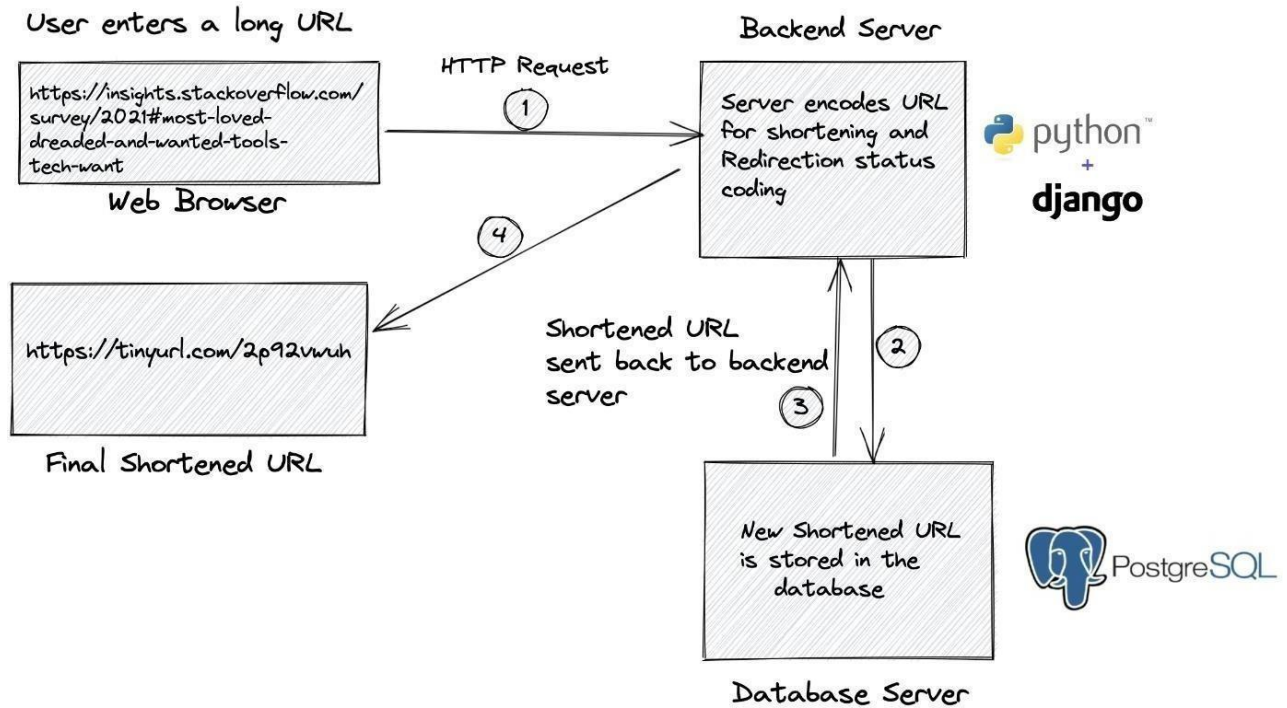 User enters a long URL
https://insights.stackoverflow.com/
survey/2021#most-loved-
dreaded-and-wanted-tools-
tech-want
Web Browser
HTTP Request
1
Backend Server
Server encodes URL
for shortening and
Redirection status
coding
python™
+
django
4
https://tinyurl.com/2p92vwuh
Final Shortened URL
Shortened URL
sent back to backend
server
3
2
New Shortened URL
is stored in the
database
PostgreSQL
Database Server